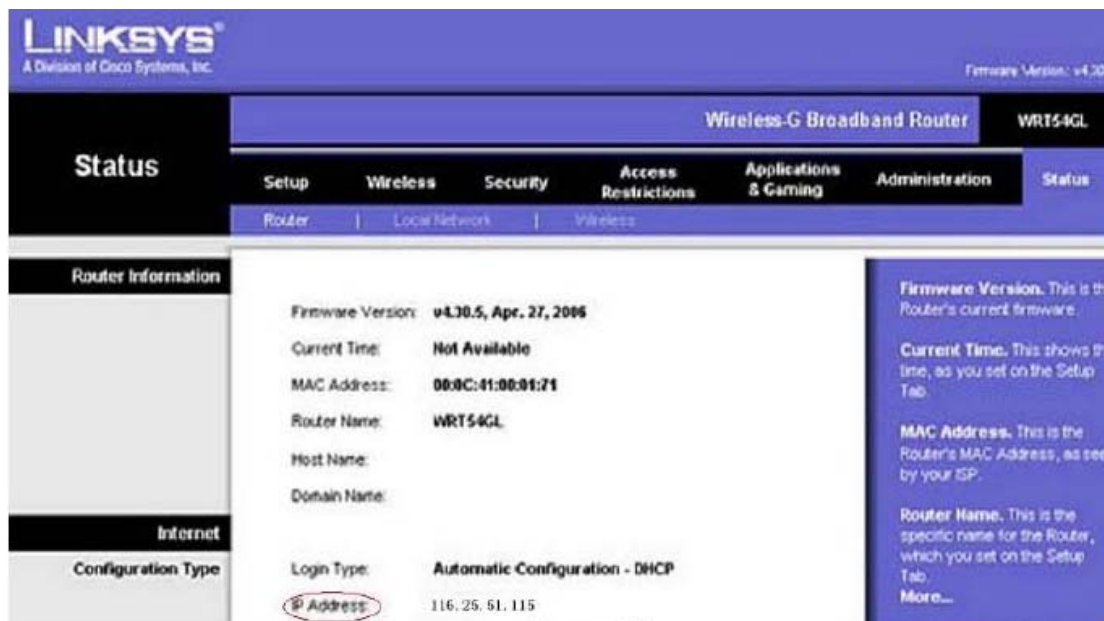 LINKSYS®
A Division of Cisco Systems, Inc.
Firmware Version: v4.30
Wireless-G Broadband Router
WRT54GL
Status
Setup
Wireless
Security
Access
Restrictions
Applications
& Gaming
Administration
Status
Router | Local Network | Wireless
Router Information
Firmware Version: v4.30.5, Apr. 27, 2006
Current Time: Not Available
MAC Address: 00:0C:41:00:01:71
Router Name: WRT54GL
Host Name:
Domain Name:
Internet
Configuration Type
Login Type: Automatic Configuration - DHCP
IP Address: 116.25.51.115
Firmware Version. This is th
Router's current firmware.
Current Time. This shows th
time, as you set on the Setup
Tab.
MAC Address. This is the
Router's MAC Address, as see
by your ISP.
Router Name. This is the
specific name for the Router,
which you set on the Setup
Tab.
More...